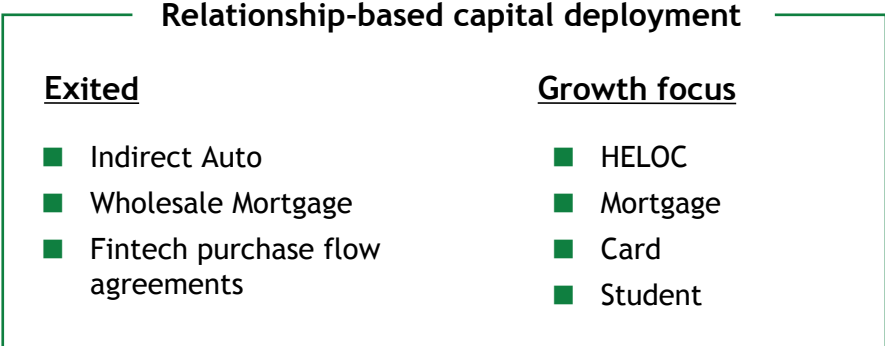 Relationship-based capital deployment
Exited
Indirect Auto
Wholesale Mortgage
Fintech purchase flow
agreements
Growth focus
HELOC
Mortgage
Card
Student